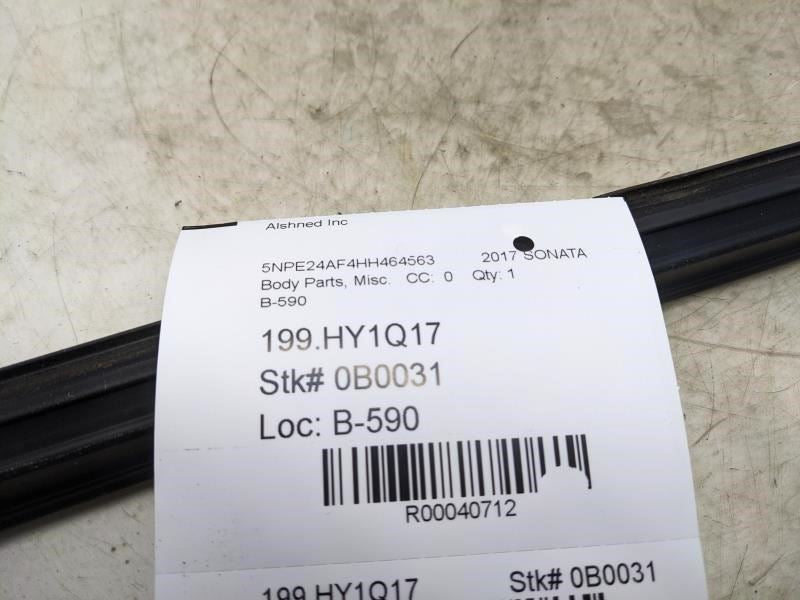 Alshned Inc
5NPE24AF4HH464563 2017 SONATA
Body Parts, Misc. CC: 0 Qty: 1
B-590
199.HY1Q17
Stk# 0B0031
Loc: B-590
R00040712
199.HY1Q17 Stk# 0B0031